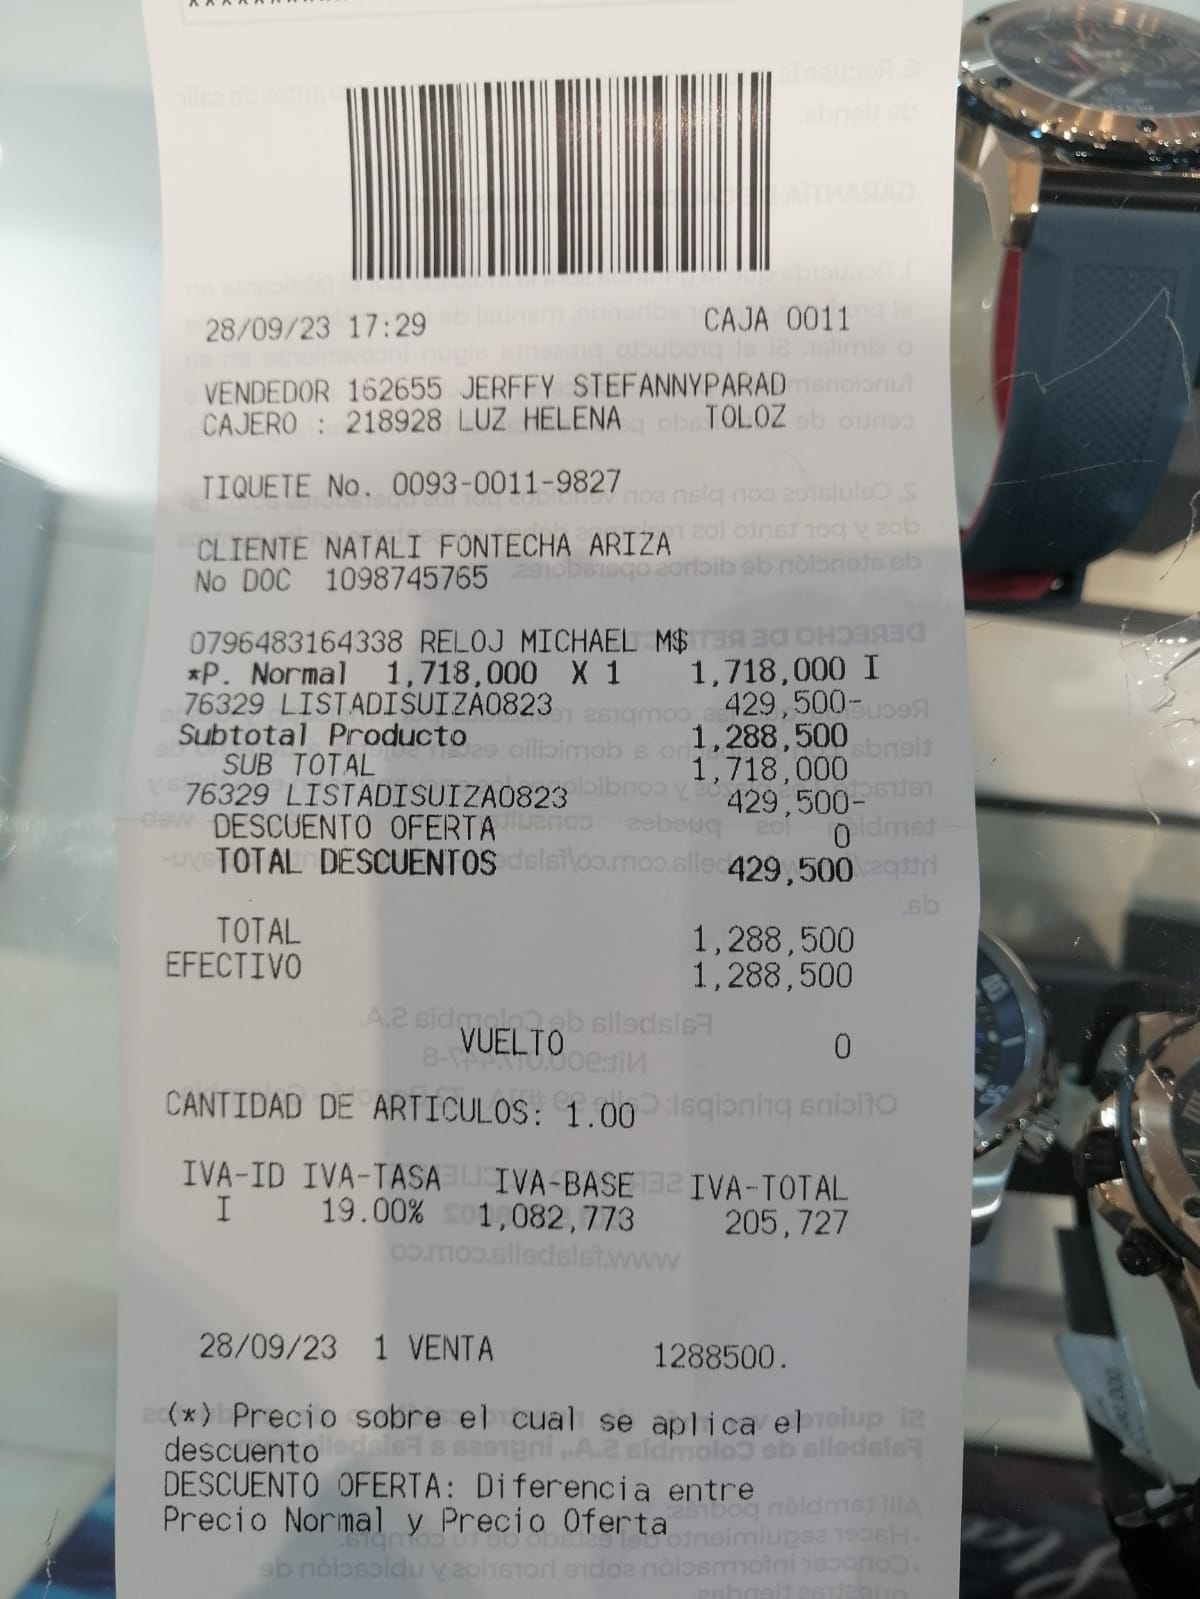 28/09/23 17:29 CAJA 0011
VENDEDOR 162655 JERFFY STEFANNYPARAD
CAJERO : 218928 LUZ HELENA TOLOZ
TIQUETE No. 0093-0011-9827
CLIENTE NATALI FONTECHA ARIZA
No DOC 1098745765
0796483164338 RELOJ MICHAEL M$
*P. Normal 1,718,000 X 1 1,718,000 I
76329 LISTADISUIZA0823 429,500-
Subtotal Producto 1,288,500
SUB TOTAL 1,718,000
76329 LISTADISUIZA0823 429,500-
DESCUENTO OFERTA 0
TOTAL DESCUENTOS 429,500
TOTAL 1,288,500
EFECTIVO 1,288,500
VUELTO 0
CANTIDAD DE ARTICULOS: 1.00
IVA-ID IVA-TASA IVA-BASE IVA-TOTAL
I 19.00% 1,082,773 205,727
28/09/23 1 VENTA 1288500.
(*) Precio sobre el cual se aplica el
descuento
DESCUENTO OFERTA: Diferencia entre
Precio Normal y Precio Oferta